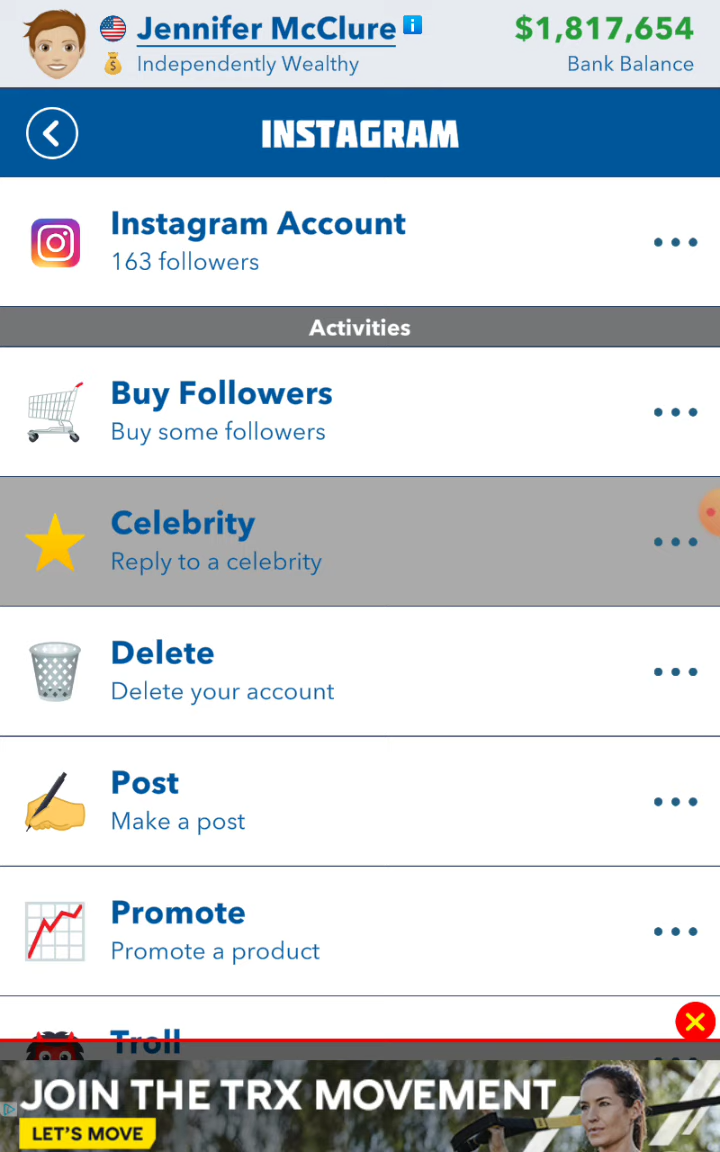 Jennifer McClure
$1,817,654
Independently Wealthy
Bank Balance
INSTAGRAM
Instagram Account
163 followers
Activities
Buy Followers
Buy some followers
Celebrity
Reply to a celebrity
Delete
Delete your account
Post
Make a post
Promote
Promote a product
Troll
JOIN THE TRX MOVEMENT
LET'S MOVE